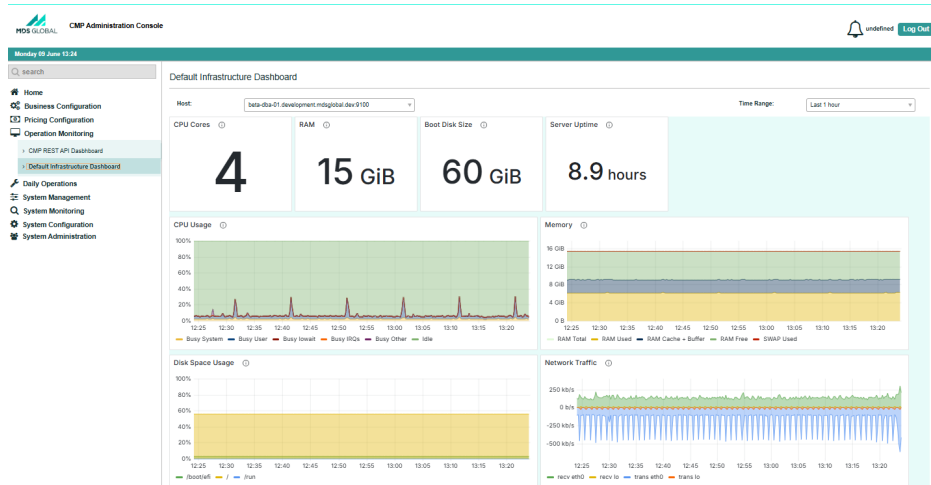 MDS GLOBAL
CMP Administration Console
undefined
Log Out
Monday 09 June 13:24
search
Home
Business Configuration
Pricing Configuration
Operation Monitoring
› CMP REST API Dasbhboard
› Default Infrastructure Dashboard
Daily Operations
System Management
System Monitoring
System Configuration
System Administration
Default Infrastructure Dashboard
Host: beta-dba-01.development.mdsglobal.dev:9100
Time Range: Last 1 hour
CPU Cores
4
RAM
15 GiB
Boot Disk Size
60 GiB
Server Uptime
8.9 hours
CPU Usage
100%
80%
60%
40%
20%
0%
12:25 12:30 12:35 12:40 12:45 12:50 12:55 13:00 13:05 13:10 13:15 13:20
Busy System Busy User Busy Iowait Busy IRQs Busy Other Idle
Memory
16 GiB
12 GiB
8 GiB
4 GiB
0 B
12:25 12:30 12:35 12:40 12:45 12:50 12:55 13:00 13:05 13:10 13:15 13:20
RAM Total RAM Used RAM Cache + Buffer RAM Free SWAP Used
Disk Space Usage
100%
80%
60%
40%
20%
0%
12:25 12:30 12:35 12:40 12:45 12:50 12:55 13:00 13:05 13:10 13:15 13:20
/boot/efi / /run
Network Traffic
250 kb/s
0 b/s
-250 kb/s
-500 kb/s
12:25 12:30 12:35 12:40 12:45 12:50 12:55 13:00 13:05 13:10 13:15 13:20
recv eth0 recv lo trans eth0 trans lo